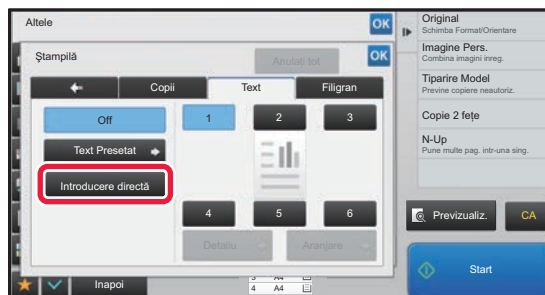 Altele
OK
Ștampilă
Anulați tot
OK
Copii
Text
Filigran
Off
Text Presetat
Introducere directă
1
2
3
4
5
6
Detaliu
Aranjare
Inapoi
3 A4
4 A4
Original
Schimba Format/Orientare
Imagine Pers.
Combina imagini inreg.
Tiparire Model
Previne copiere neautoriz.
Copie 2 fețe
N-Up
Pune multe pag. intr-una sing.
Previzualiz.
CA
Start